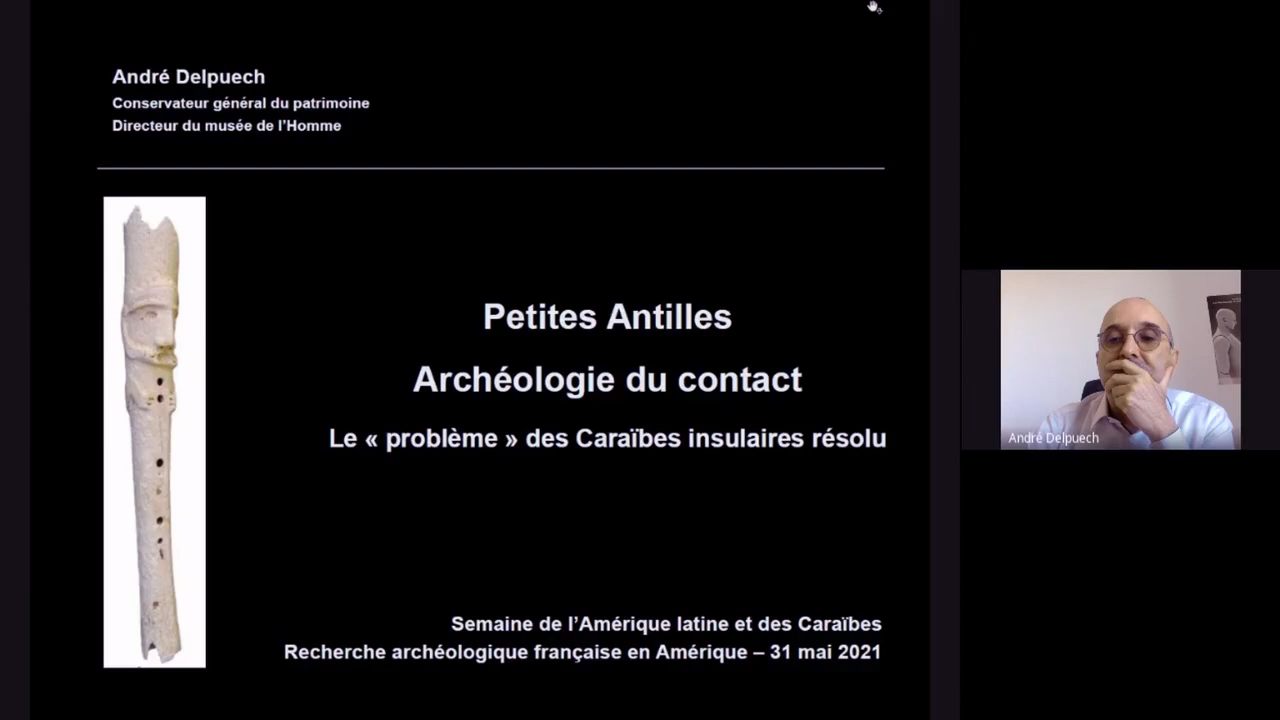 André Delpuech
Conservateur général du patrimoine
Directeur du musée de l'Homme
Petites Antilles
Archéologie du contact
Le « problème » des Caraïbes insulaires résolu
Semaine de l'Amérique latine et des Caraïbes
Recherche archéologique française en Amérique – 31 mai 2021
André Delpuech